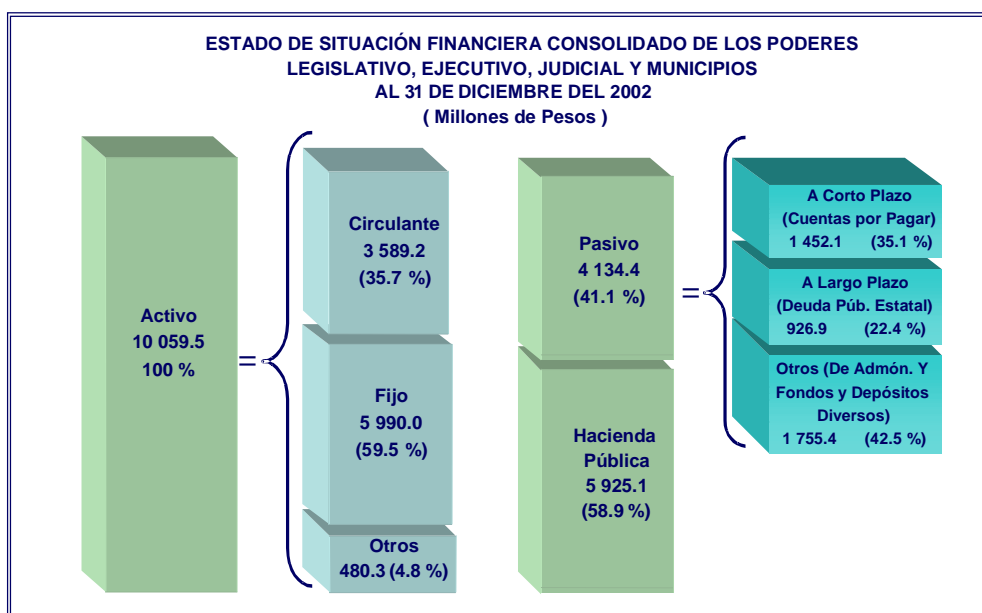 ESTADO DE SITUACIÓN FINANCIERA CONSOLIDADO DE LOS PODERES
LEGISLATIVO, EJECUTIVO, JUDICIAL Y MUNICIPIOS
AL 31 DE DICIEMBRE DEL 2002
( Millones de Pesos )
Activo
10 059.5
100 %
=
Circulante
3 589.2
(35.7 %)
Fijo
5 990.0
(59.5 %)
Otros
480.3 (4.8 %)
Pasivo
4 134.4
(41.1 %)
Hacienda
Pública
5 925.1
(58.9 %)
=
A Corto Plazo
(Cuentas por Pagar)
1 452.1 (35.1 %)
A Largo Plazo
(Deuda Púb. Estatal)
926.9 (22.4 %)
Otros (De Admón. Y
Fondos y Depósitos
Diversos)
1 755.4 (42.5 %)